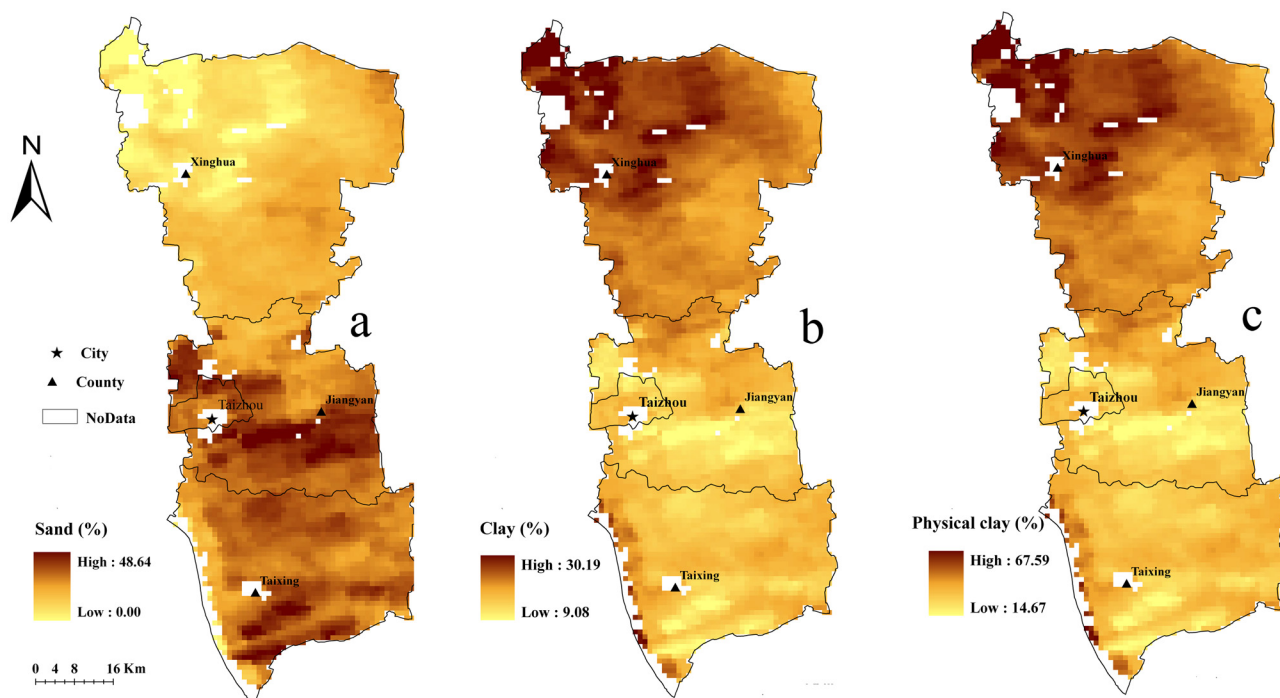 N
City
County
NoData
0 4 8 16 Km
Xinghua
Taizhou
Jiangyan
Taixing
a
Sand (%)
High : 48.64
Low : 0.00
Xinghua
Taizhou
Jiangyan
Taixing
b
Clay (%)
High : 30.19
Low : 9.08
Xinghua
Taizhou
Jiangyan
Taixing
c
Physical clay (%)
High : 67.59
Low : 14.67